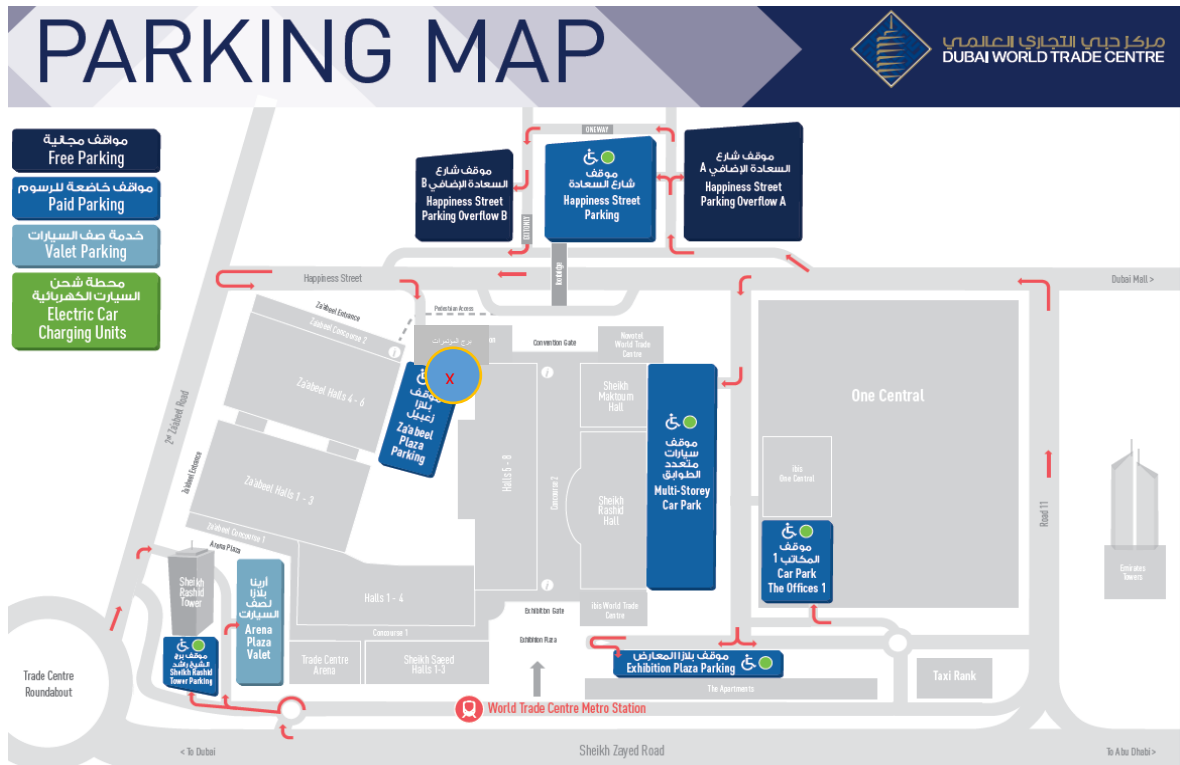 PARKING MAP
مركز دبي التجاري العالمي
DUBAI WORLD TRADE CENTRE
مواقف مجانية
Free Parking
مواقف خاضعة للرسوم
Paid Parking
خدمة صف السيارات
Valet Parking
محطة شحن
السيارات الكهربائية
Electric Car
Charging Units
ONEWAY
موقف شارع
السعادة الإضافي B
Happiness Street
Parking Overflow B
موقف
شارع السعادة
Happiness Street
Parking
موقف شارع
السعادة الإضافي A
Happiness Street
Parking Overflow A
Happiness Street
Dubai Mall >
Za'abeel Entrance
Za'abeel Concourse 2
Pedestrian Access
برج المؤتمرات
Convention Gate
Novotel
World Trade
Centre
Za'abeel Halls 4 - 6
x
موقف
بلازا
زعبيل
Za'abeel
Plaza
Parking
Sheikh
Maktoum
Hall
One Central
2nd Za'abeel Road
Za'abeel Entrance
Za'abeel Halls 1 - 3
Halls 5 - 8
Concourse 2
Sheikh
Rashid
Hall
موقف
سيارات
متعدد
الطوابق
Multi-Storey
Car Park
ibis
One Central
Road 11
موقف
المكاتب 1
Car Park
The Offices 1
Emirates
Towers
Za'abeel Concourse 1
Arena Plaza
Sheikh
Rashid
Tower
أرينا
بلازا
لصف
السيارات
Arena
Plaza
Valet
Halls 1 - 4
Concourse 1
Exhibition Gate
ibis World Trade
Centre
Exhibition Plaza
موقف برج
الشيخ راشد
Sheikh Rashid
Tower Parking
Trade Centre
Arena
Sheikh Saeed
Halls 1-3
موقف بلازا المعارض
Exhibition Plaza Parking
The Apartments
Taxi Rank
Trade Centre
Roundabout
World Trade Centre Metro Station
< To Dubai
Sheikh Zayed Road
To Abu Dhabi >